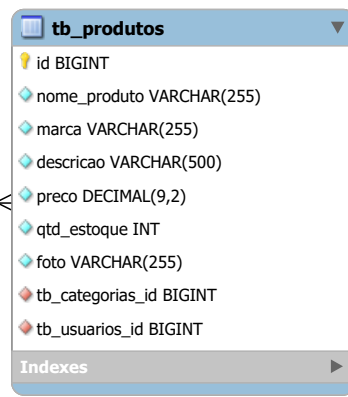 tb_produtos
id BIGINT
nome_produto VARCHAR(255)
marca VARCHAR(255)
descricao VARCHAR(500)
preco DECIMAL(9,2)
qtd_estoque INT
foto VARCHAR(255)
tb_categorias_id BIGINT
tb_usuarios_id BIGINT
Indexes